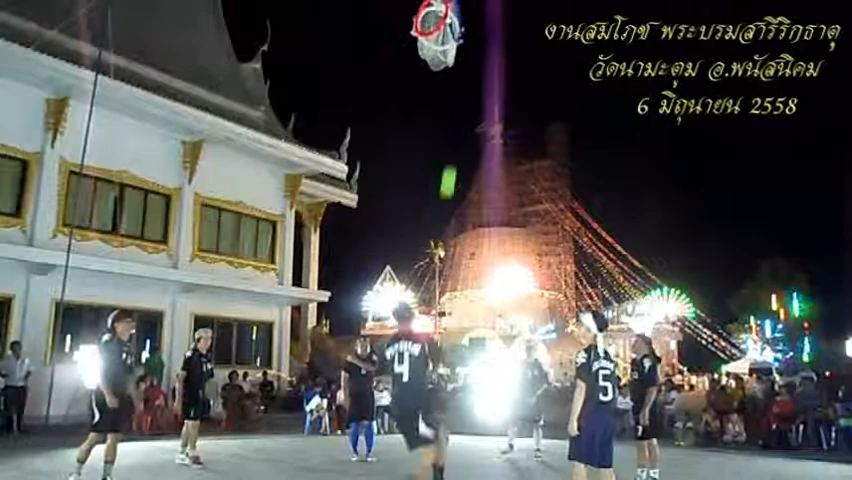 งานสมโภช พระบรมสารีริกธาตุ
วัดนามะตูม อ.พนัสนิคม
6 มิถุนายน 2558
4
5